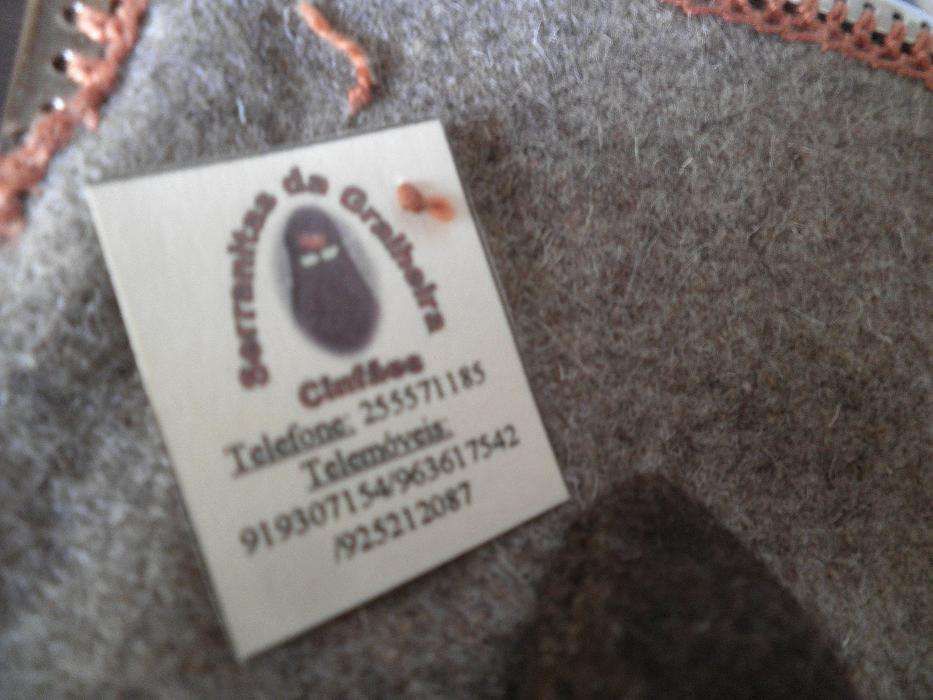 Serranitas da Gralheira
Cinfães
Telefone: 255571185
Telemóveis:
919307154/963617542
/925212087